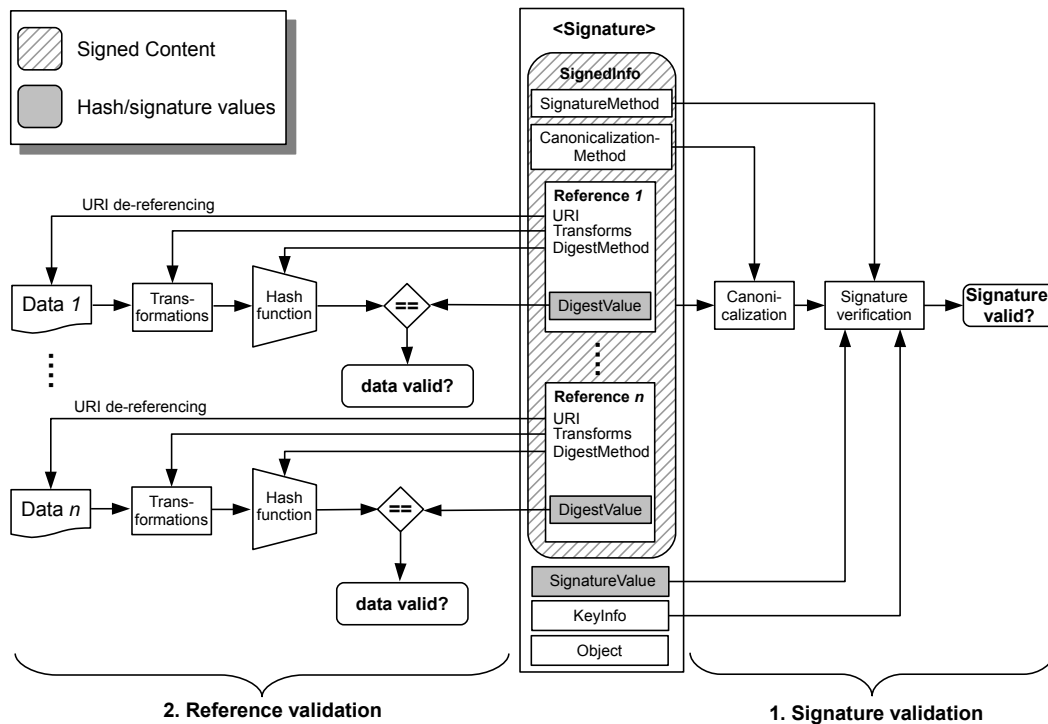 Signed Content
Hash/signature values
<Signature>
SignedInfo
SignatureMethod
Canonicalization-
Method
Reference 1
URI
Transforms
DigestMethod
DigestValue
URI de-referencing
Data 1
Trans-
formations
Hash
function
==
data valid?
Canoni-
calization
Signature
verification
Signature
valid?
Reference n
URI
Transforms
DigestMethod
DigestValue
URI de-referencing
Data n
Trans-
formations
Hash
function
==
data valid?
SignatureValue
KeyInfo
Object
2. Reference validation
1. Signature validation